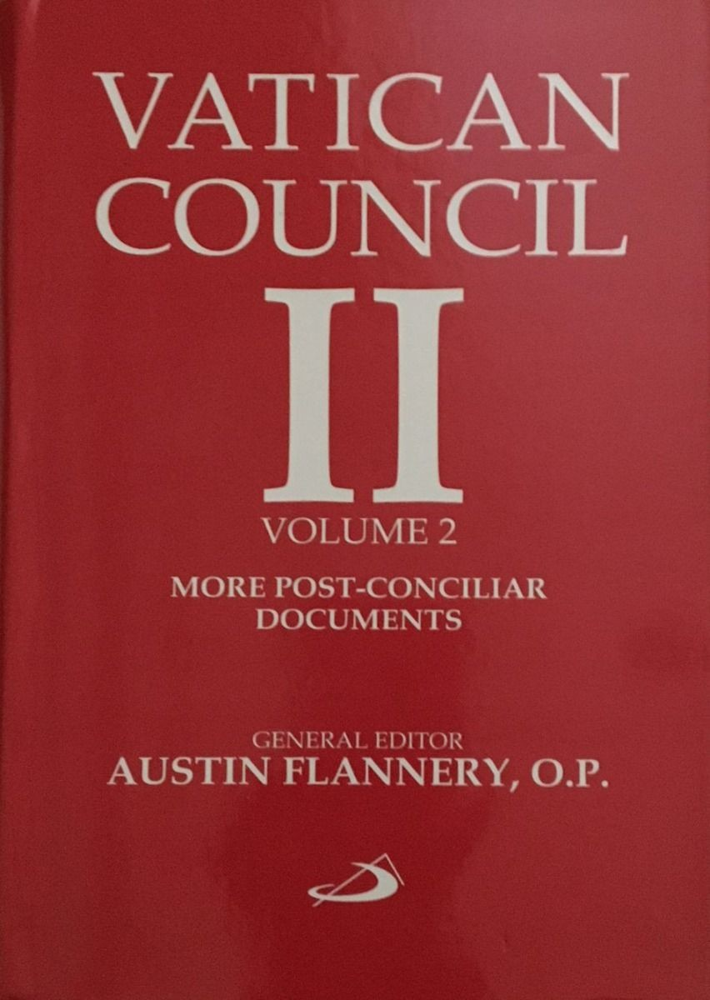 VATICAN
COUNCIL
II
VOLUME 2
MORE POST-CONCILIAR
DOCUMENTS
GENERAL EDITOR
AUSTIN FLANNERY, O.P.